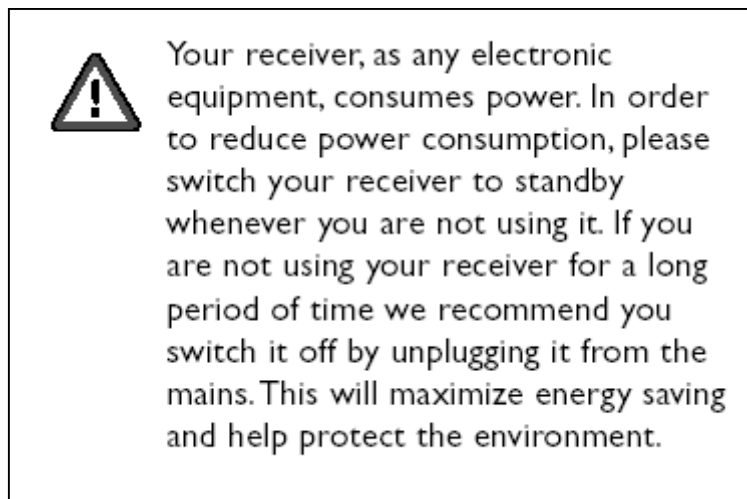 Your receiver, as any electronic
equipment, consumes power. In order
to reduce power consumption, please
switch your receiver to standby
whenever you are not using it. If you
are not using your receiver for a long
period of time we recommend you
switch it off by unplugging it from the
mains. This will maximize energy saving
and help protect the environment.